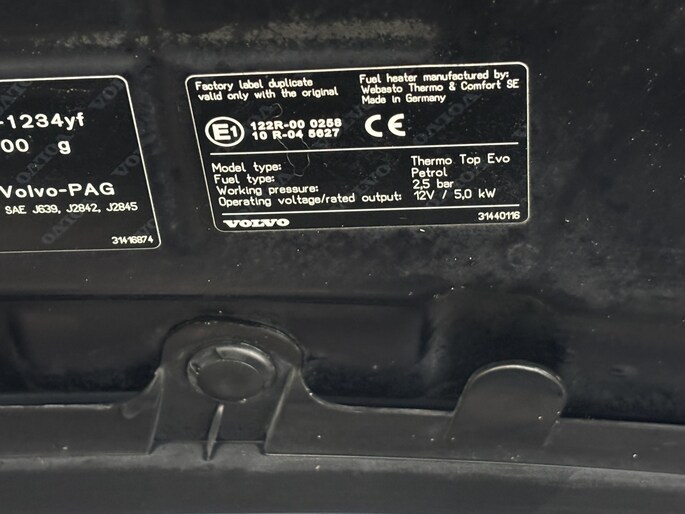 -1234yf
00 g
Volvo-PAG
SAE J639, J2842, J2845
31416874
Factory label duplicate
valid only with the original
Fuel heater manufactured by:
Webasto Thermo & Comfort SE
Made in Germany
E1
122R-00 0258
10 R-04 5627
CE
Model type: Thermo Top Evo
Fuel type: Petrol
Working pressure: 2,5 bar
Operating voltage/rated output: 12V / 5,0 kW
VOLVO
31440116